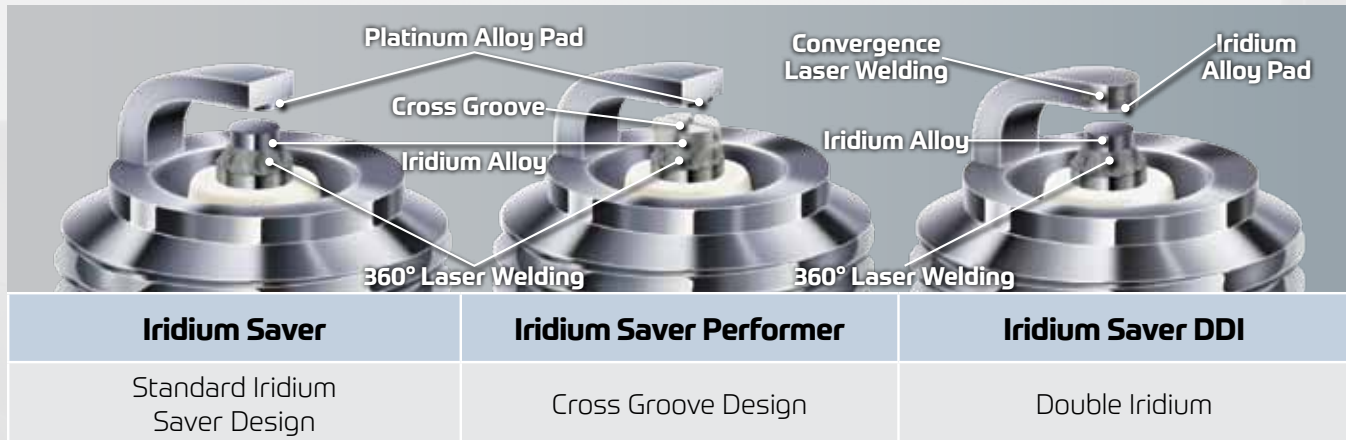 Platinum Alloy Pad
Cross Groove
Iridium Alloy
360° Laser Welding
Convergence
Laser Welding
Iridium
Alloy Pad
Iridium Alloy
360° Laser Welding
Iridium Saver
Iridium Saver Performer
Iridium Saver DDI
Standard Iridium
Saver Design
Cross Groove Design
Double Iridium